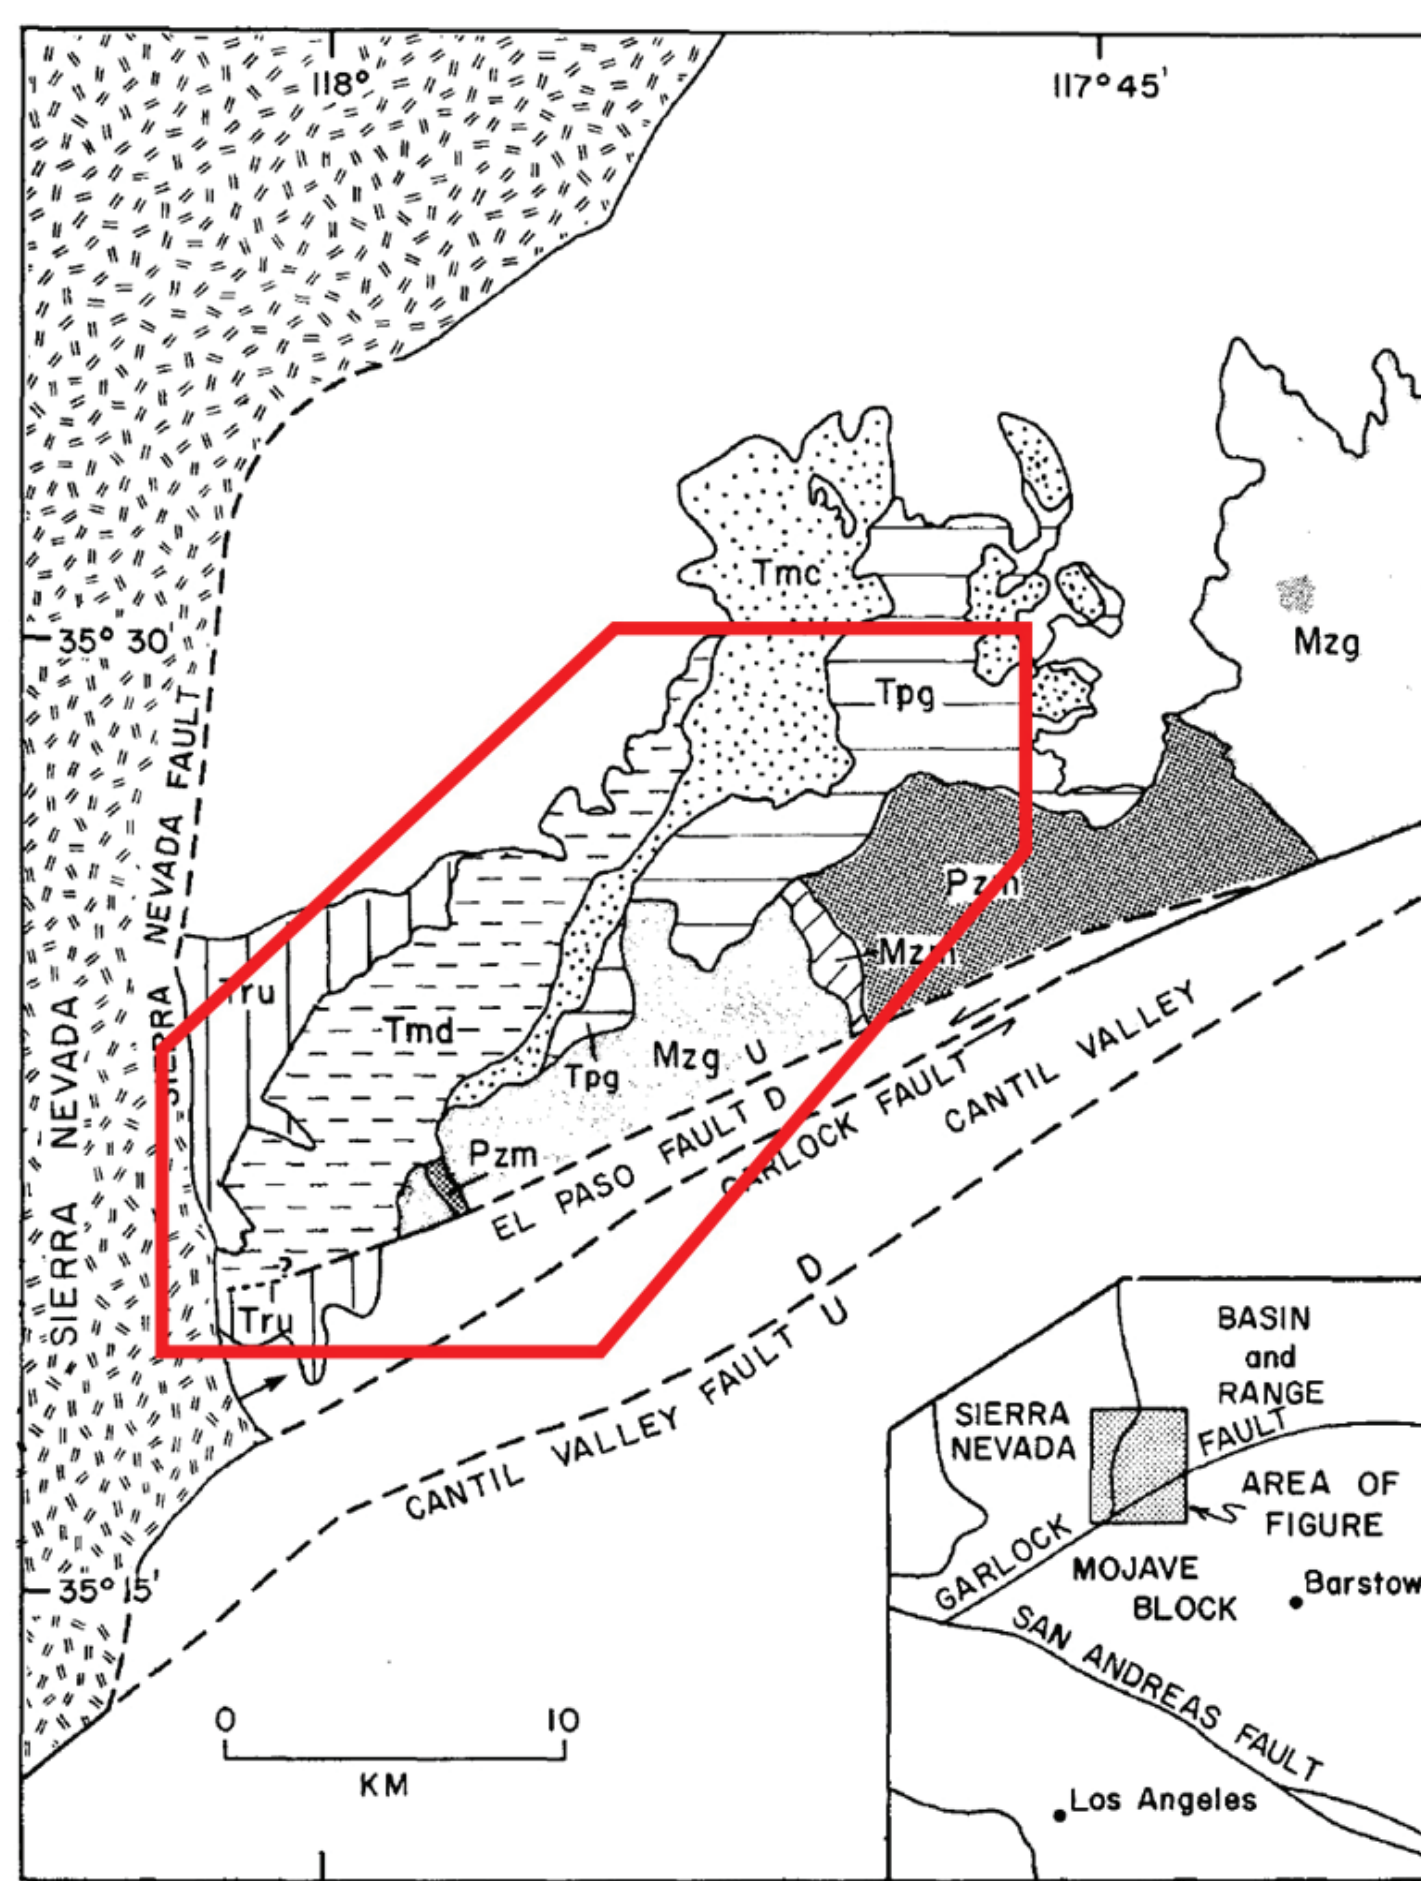 118°
117°45'
35° 30'
SIERRA NEVADA FAULT
SIERRA NEVADA
Tmc
Mzg
Tpg
Pzm
Mzm
Tru
Tmd
Tpg
Mzg
U
D
Pzm
EL PASO FAULT
GARLOCK FAULT
CANTIL VALLEY
?
Tru
D
U
CANTIL VALLEY FAULT
35° 15'
0 10
KM
BASIN
and
RANGE
SIERRA
NEVADA
FAULT
AREA OF
FIGURE
GARLOCK
MOJAVE
BLOCK
Barstow
SAN ANDREAS FAULT
Los Angeles